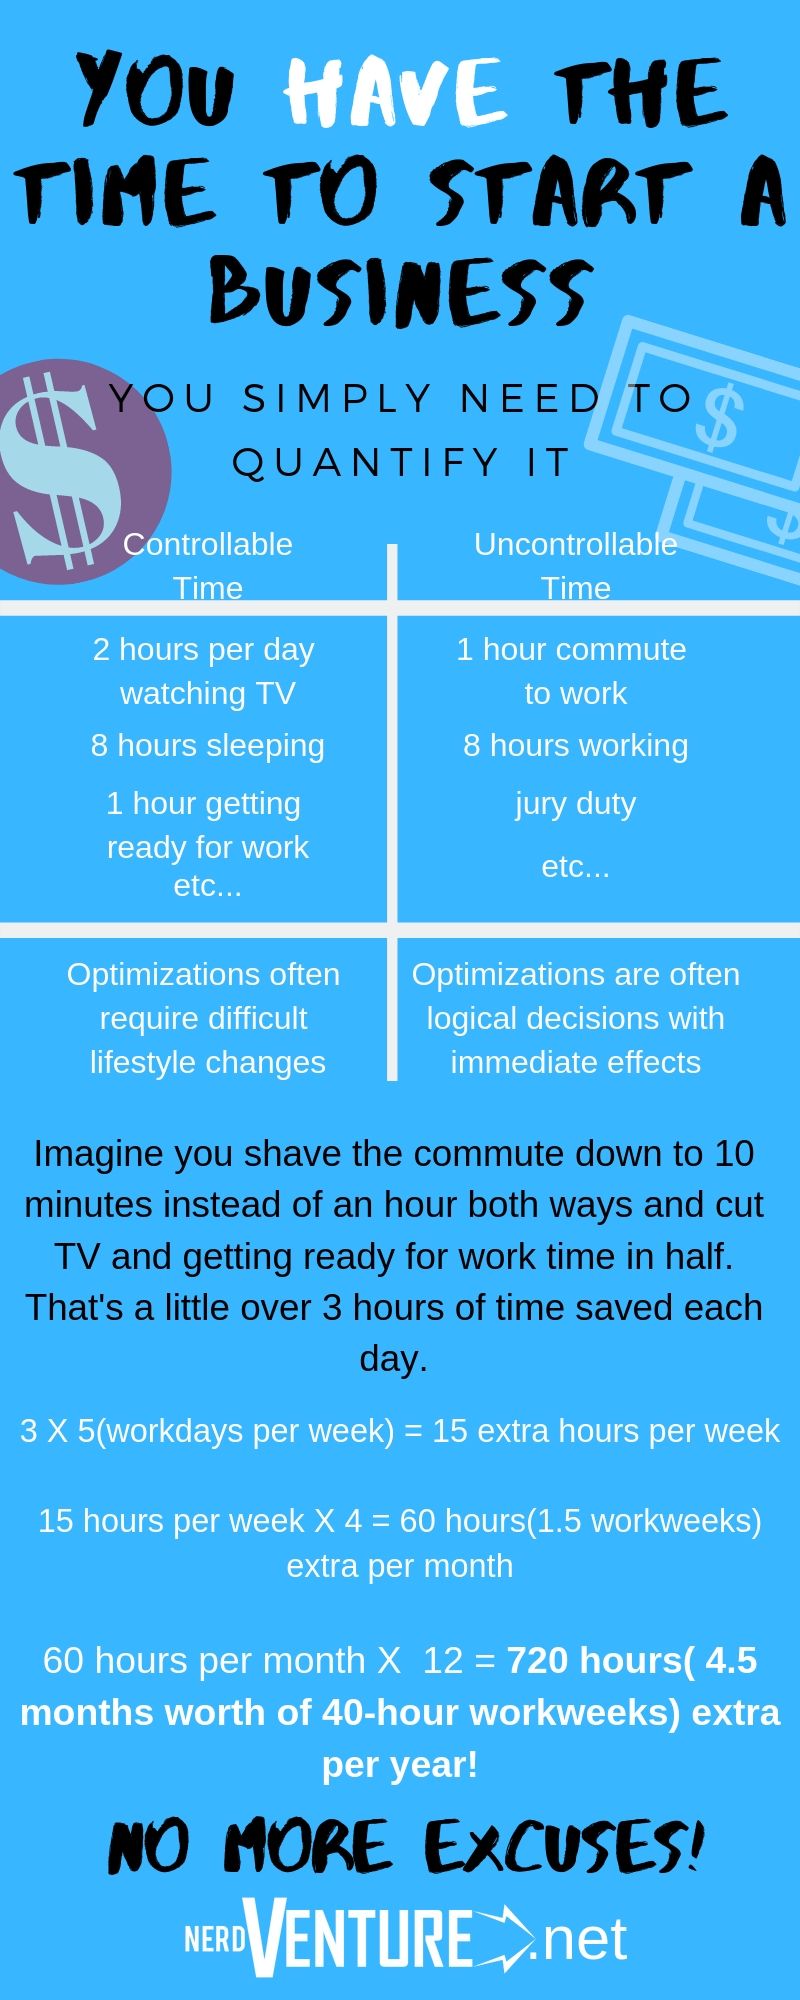 YOU HAVE THE
TIME TO START A
BUSINESS
YOU SIMPLY NEED TO
QUANTIFY IT
Controllable
Time
Uncontrollable
Time
2 hours per day
watching TV
8 hours sleeping
1 hour getting
ready for work
etc...
1 hour commute
to work
8 hours working
jury duty
etc...
Optimizations often
require difficult
lifestyle changes
Optimizations are often
logical decisions with
immediate effects
Imagine you shave the commute down to 10
minutes instead of an hour both ways and cut
TV and getting ready for work time in half.
That's a little over 3 hours of time saved each
day.
3 X 5(workdays per week) = 15 extra hours per week
15 hours per week X 4 = 60 hours(1.5 workweeks)
extra per month
60 hours per month X  12 = 720 hours( 4.5
months worth of 40-hour workweeks) extra
per year!
NO MORE EXCUSES!
NERDVENTURE.net